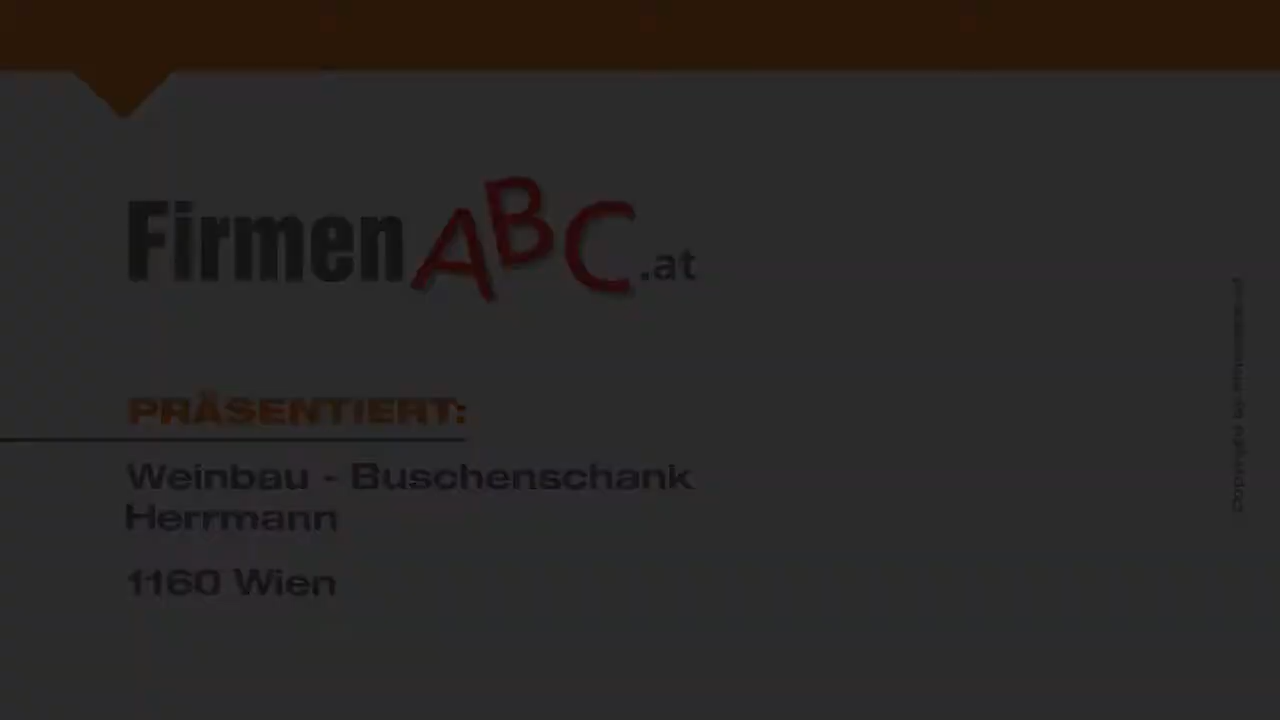 FirmenABC.at
PRÄSENTIERT:
Weinbau - Buschenschank
Herrmann
1160 Wien